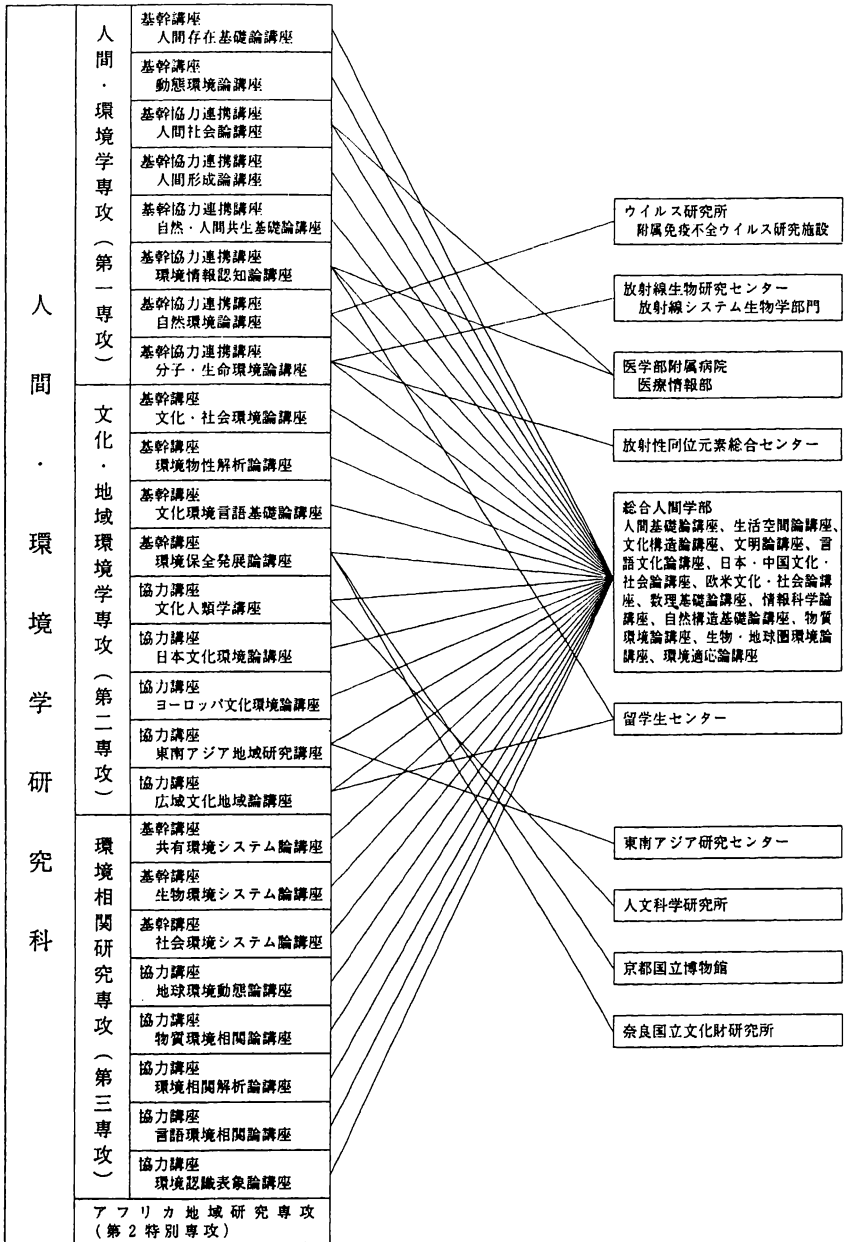 人間・環境学研究科
人間・環境学専攻（第一専攻）
基幹講座
人間存在基礎論講座
基幹講座
動態環境論講座
基幹協力連携講座
人間社会論講座
基幹協力連携講座
人間形成論講座
基幹協力連携講座
自然・人間共生基礎論講座
基幹協力連携講座
環境情報認知論講座
基幹協力連携講座
自然環境論講座
基幹協力連携講座
分子・生命環境論講座
文化・地域環境学専攻（第二専攻）
基幹講座
文化・社会環境論講座
基幹講座
環境物性解析論講座
基幹講座
文化環境言語基礎論講座
基幹講座
環境保全発展論講座
協力講座
文化人類学講座
協力講座
日本文化環境論講座
協力講座
ヨーロッパ文化環境論講座
協力講座
東南アジア地域研究講座
協力講座
広域文化地域論講座
環境相関研究専攻（第三専攻）
基幹講座
共有環境システム論講座
基幹講座
生物環境システム論講座
基幹講座
社会環境システム論講座
協力講座
地球環境動態論講座
協力講座
物質環境相関論講座
協力講座
環境相関解析論講座
協力講座
言語環境相関論講座
協力講座
環境認識表象論講座
アフリカ地域研究専攻
（第2特別専攻）
ウイルス研究所
附属免疫不全ウイルス研究施設
放射線生物研究センター
放射線システム生物学部門
医学部附属病院
医療情報部
放射性同位元素総合センター
総合人間学部
人間基礎論講座、生活空間論講座、
文化構造論講座、文明論講座、言
語文化論講座、日本・中国文化・
社会論講座、欧米文化・社会論講
座、数理基礎論講座、情報科学論
講座、自然構造基礎論講座、物質
環境論講座、生物・地球圏環境論
講座、環境適応論講座
留学生センター
東南アジア研究センター
人文科学研究所
京都国立博物館
奈良国立文化財研究所